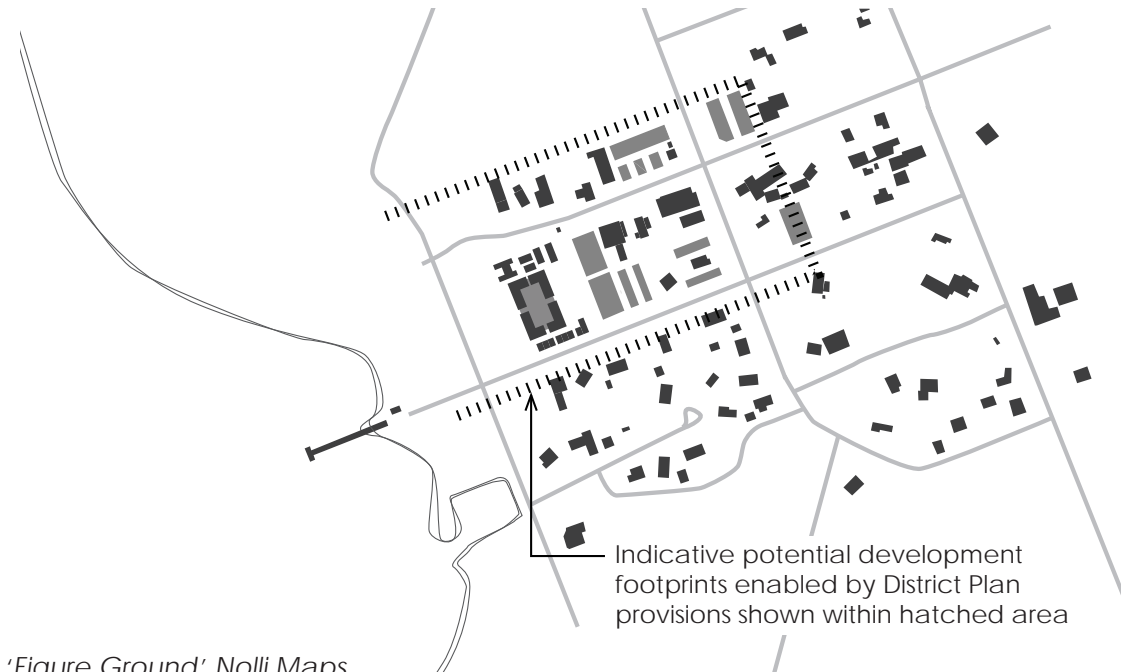 Indicative potential development
footprints enabled by District Plan
provisions shown within hatched area
'Figure Ground' Nolli Maps